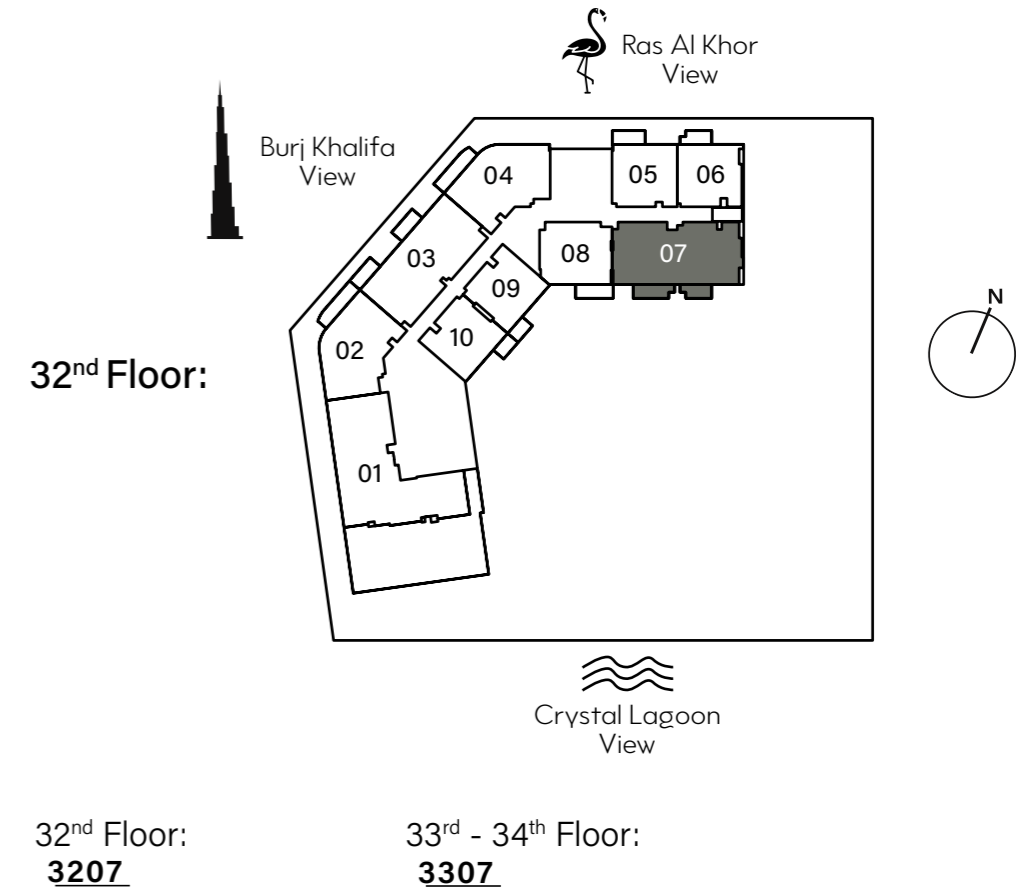 Ras Al Khor
View
Burj Khalifa
View
04
05
06
03
08
07
09
10
02
N
32nd Floor:
01
Crystal Lagoon
View
32nd Floor:
3207
33rd - 34th Floor:
3307